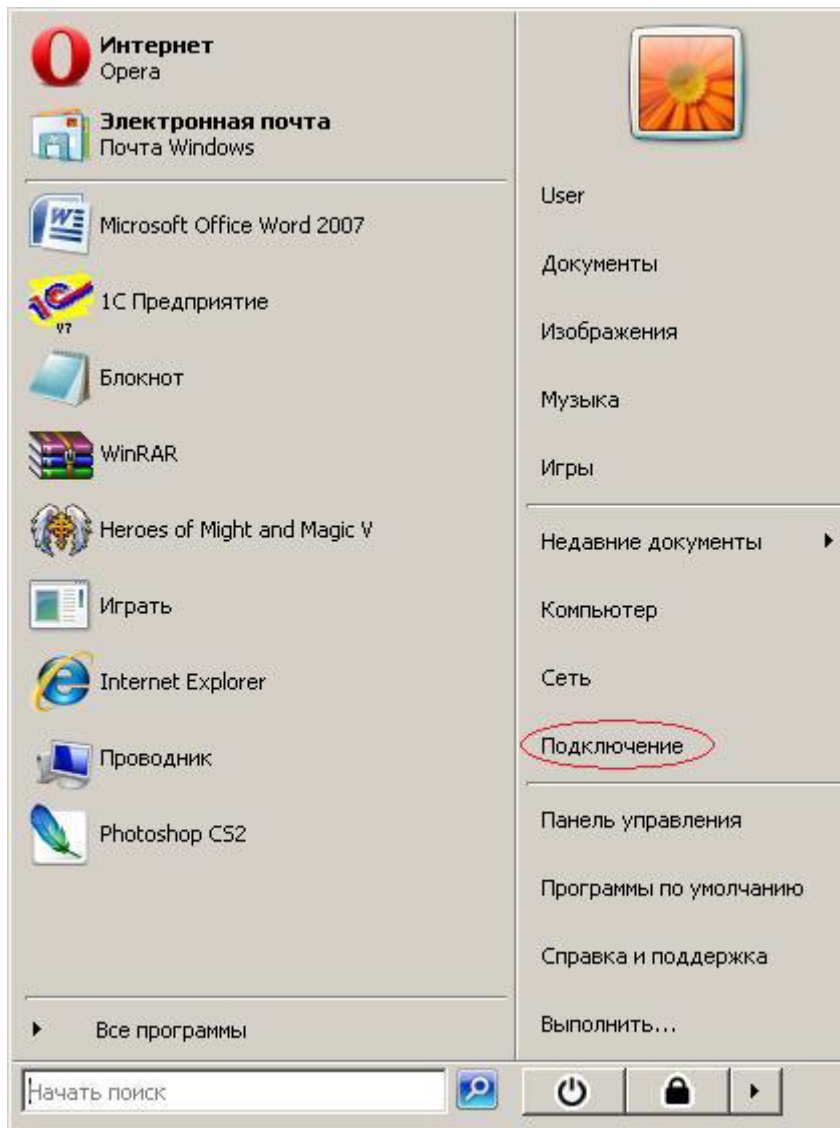 Интернет
Opera
Электронная почта
Почта Windows
Microsoft Office Word 2007
1С Предприятие
V7
Блокнот
WinRAR
Heroes of Might and Magic V
Играть
Internet Explorer
Проводник
Photoshop CS2
Все программы
Начать поиск
User
Документы
Изображения
Музыка
Игры
Недавние документы
Компьютер
Сеть
Подключение
Панель управления
Программы по умолчанию
Справка и поддержка
Выполнить...